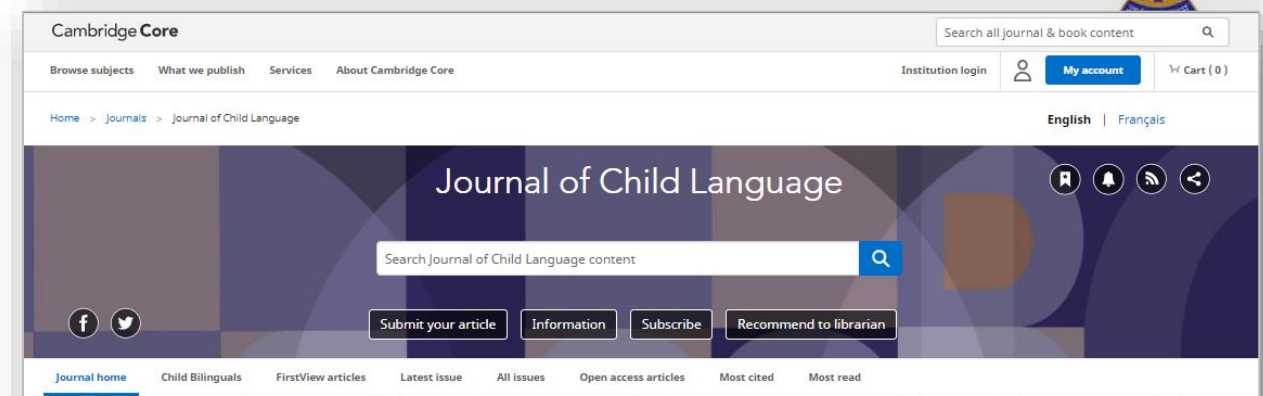 Cambridge Core
Search all journal & book content
Browse subjects What we publish Services About Cambridge Core Institution login My account Cart ( 0 )
Home > Journals > Journal of Child Language English | Français
Journal of Child Language
Search Journal of Child Language content
Submit your article Information Subscribe Recommend to librarian
Journal home Child Bilinguals FirstView articles Latest issue All issues Open access articles Most cited Most read